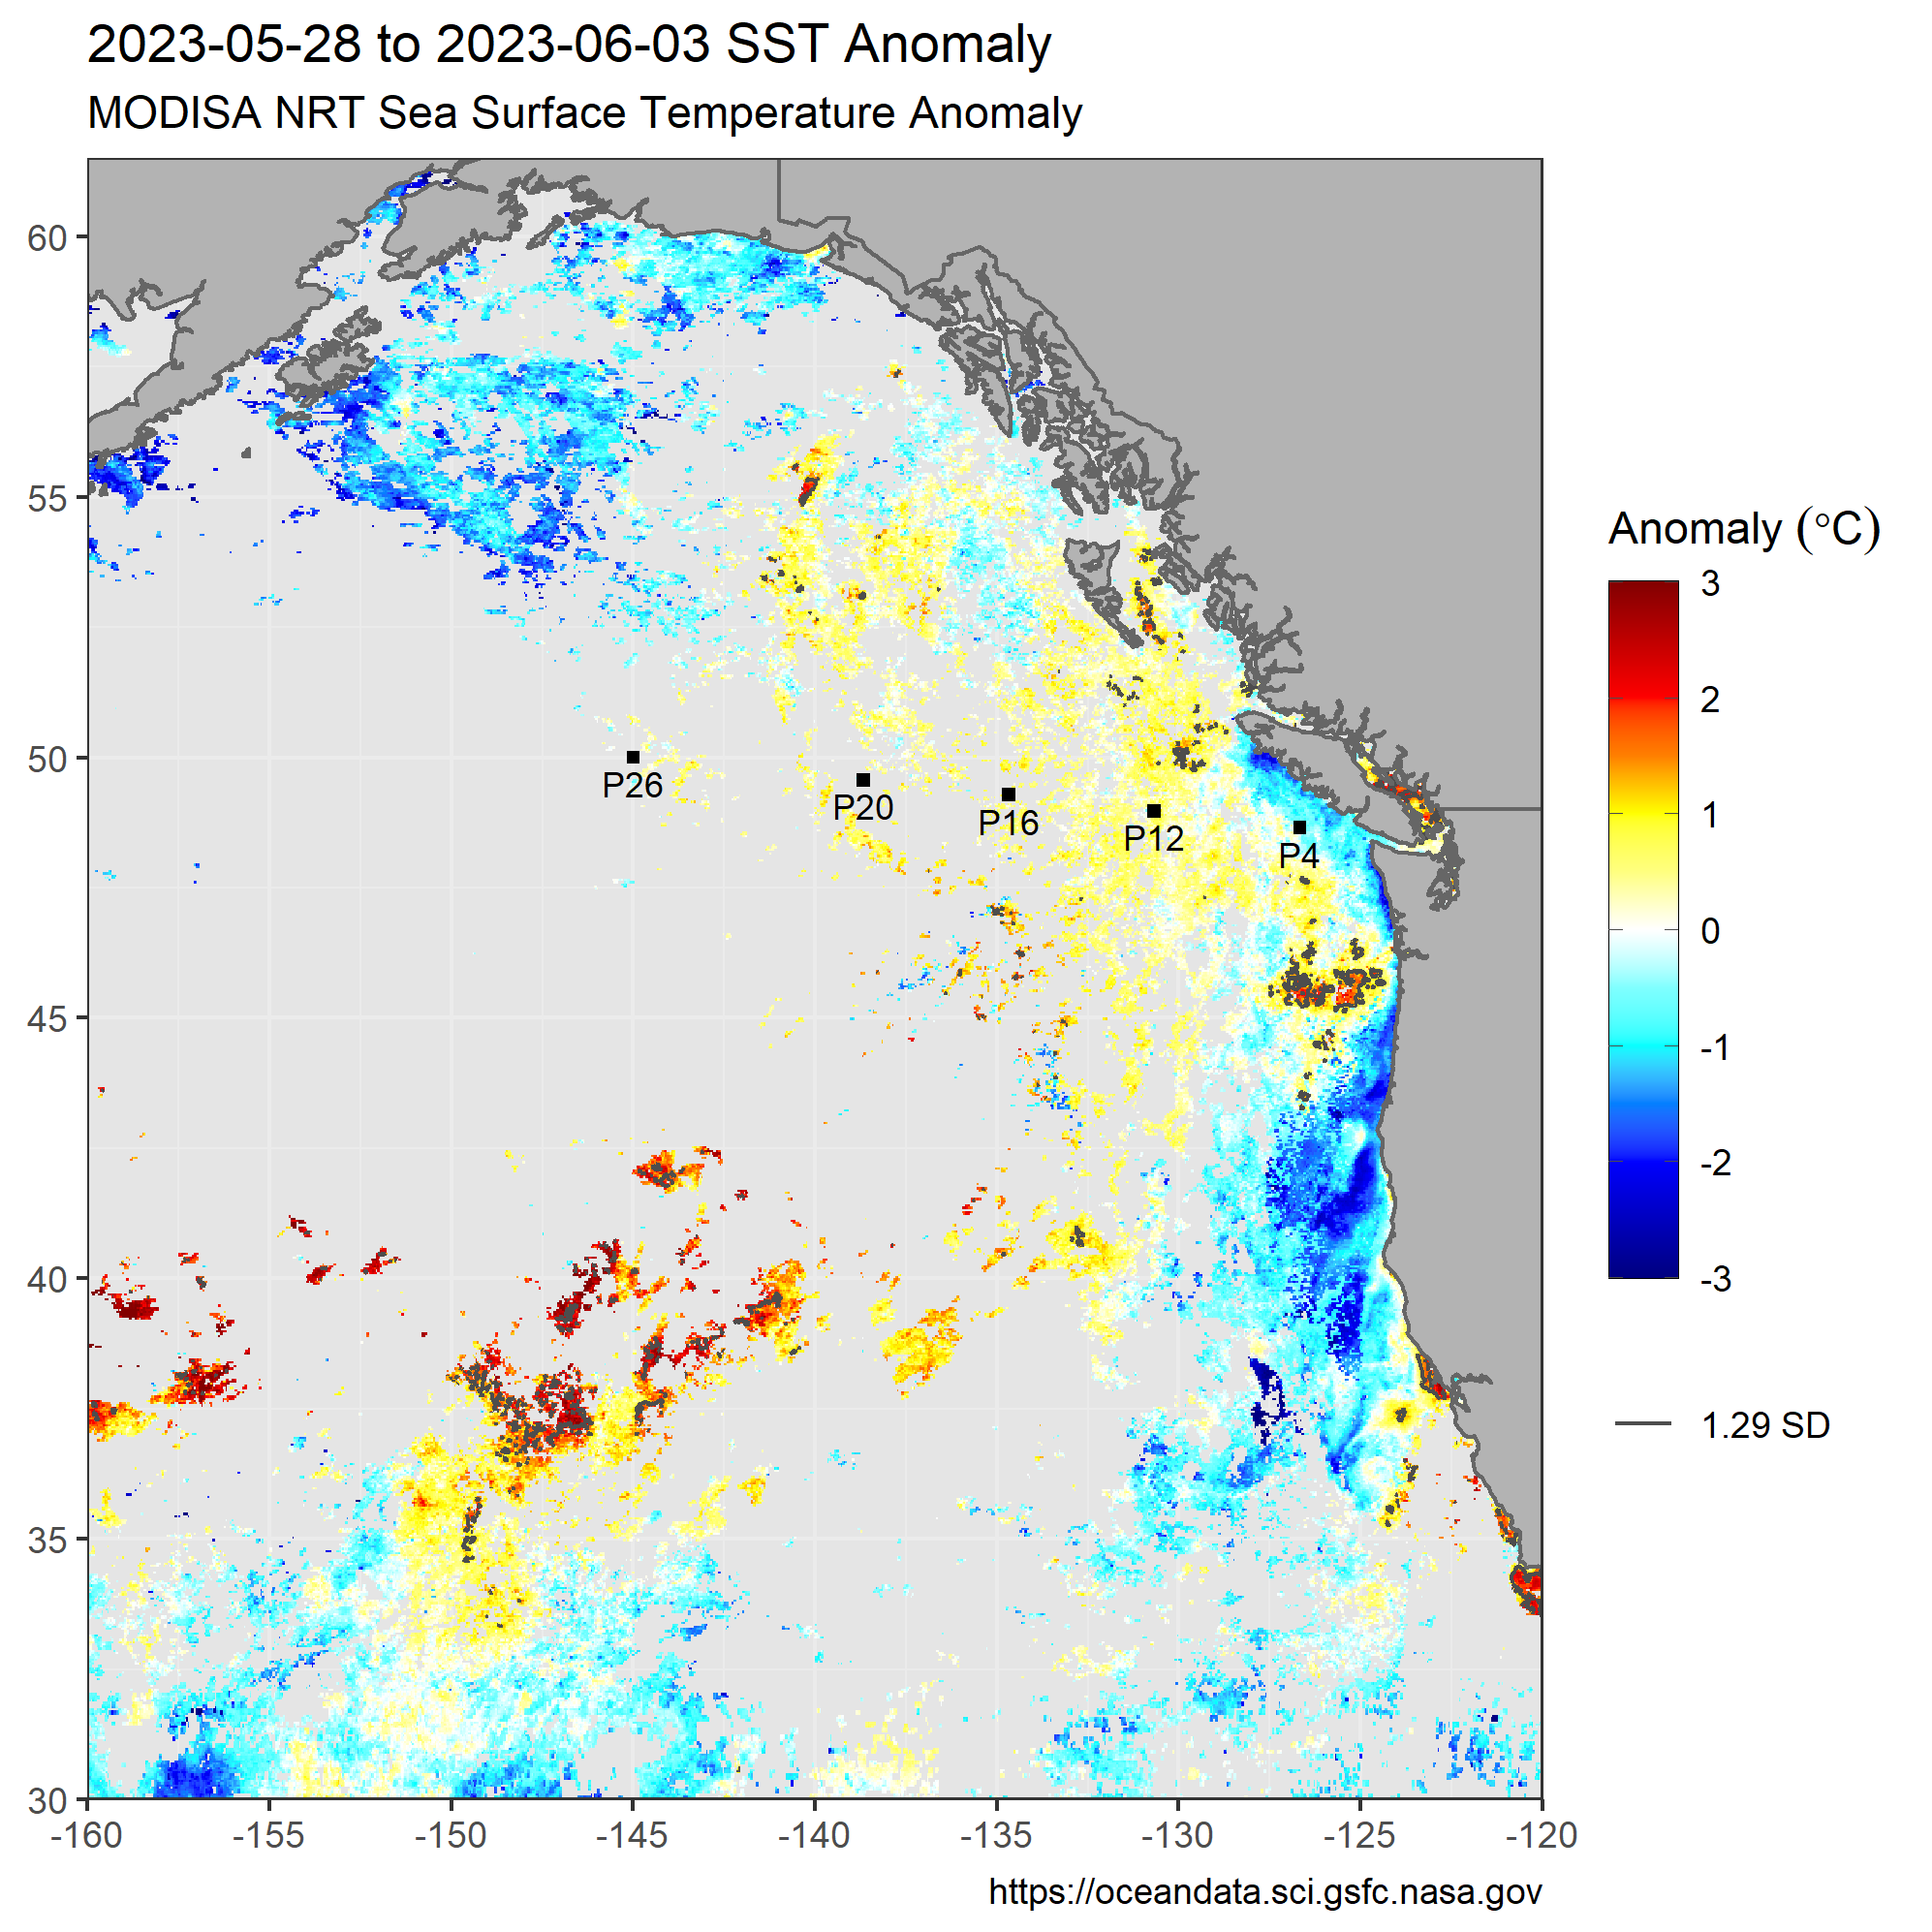 2023-05-28 to 2023-06-03 SST Anomaly
MODISA NRT Sea Surface Temperature Anomaly
60
55
50
45
40
35
30
-160
-155
-150
-145
-140
-135
-130
-125
-120
P26
P20
P16
P12
P4
Anomaly (°C)
3
2
1
0
-1
-2
-3
1.29 SD
https://oceandata.sci.gsfc.nasa.gov